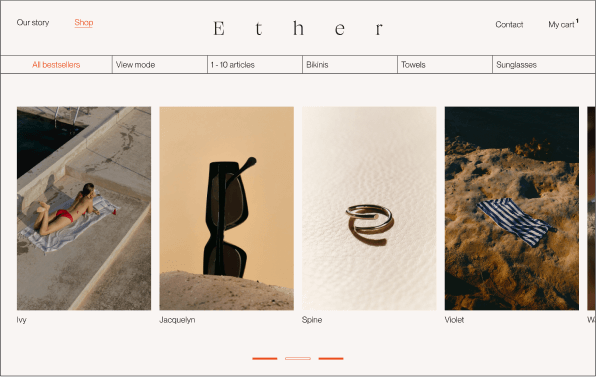 Our story
Shop
Ether
Contact
My cart 1
All bestsellers
View mode
1 - 10 articles
Bikinis
Towels
Sunglasses
Ivy
Jacquelyn
Spine
Violet